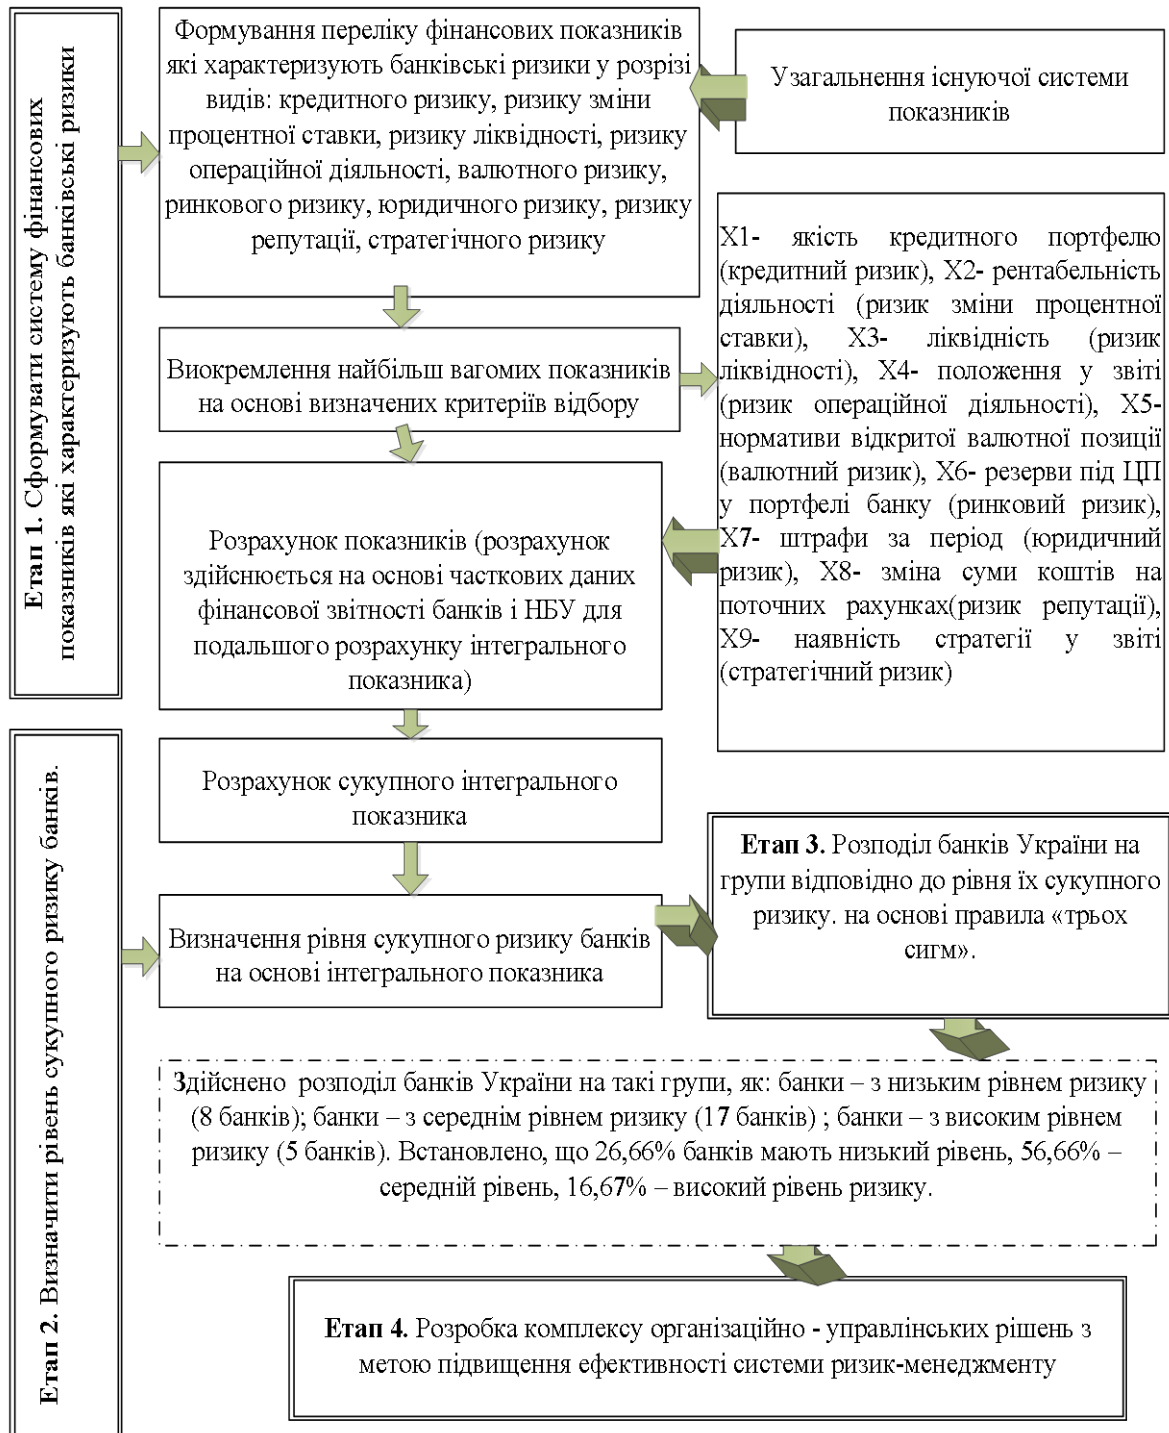 Етап 1. Сформувати систему фінансових
показників які характеризують банківські ризики
Формування переліку фінансових показників
які характеризують банківські ризики у розрізі
видів: кредитного ризику, ризику зміни
процентної ставки, ризику ліквідності, ризику
операційної діяльності, валютного ризику,
ринкового ризику, юридичного ризику, ризику
репутації, стратегічного ризику
Узагальнення існуючої системи
показників
Виокремлення найбільш вагомих показників
на основі визначених критеріїв відбору
X1- якість кредитного портфелю
(кредитний ризик), X2- рентабельність
діяльності (ризик зміни процентної
ставки), X3- ліквідність (ризик
ліквідності), X4- положення у звіті
(ризик операційної діяльності), X5-
нормативи відкритої валютної позиції
(валютний ризик), X6- резерви під ЦП
у портфелі банку (ринковий ризик),
X7- штрафи за період (юридичний
ризик), X8- зміна суми коштів на
поточних рахунках(ризик репутації),
X9- наявність стратегії у звіті
(стратегічний ризик)
Розрахунок показників (розрахунок
здійснюється на основі часткових даних
фінансової звітності банків і НБУ для
подальшого розрахунку інтегрального
показника)
Етап 2. Визначити рівень сукупного ризику банків.
Розрахунок сукупного інтегрального
показника
Визначення рівня сукупного ризику банків
на основі інтегрального показника
Етап 3. Розподіл банків України на
групи відповідно до рівня їх сукупного
ризику. на основі правила «трьох
сигм».
Здійснено розподіл банків України на такі групи, як: банки – з низьким рівнем ризику
(8 банків); банки – з середнім рівнем ризику (17 банків) ; банки – з високим рівнем
ризику (5 банків). Встановлено, що 26,66% банків мають низький рівень, 56,66% –
середній рівень, 16,67% – високий рівень ризику.
Етап 4. Розробка комплексу організаційно - управлінських рішень з
метою підвищення ефективності системи ризик-менеджменту